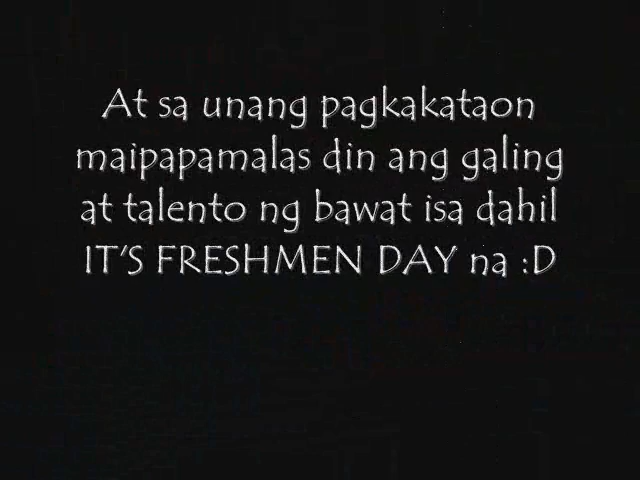 At sa unang pagkakataon
maipapamalas din ang galing
at talento ng bawat isa dahil
IT'S FRESHMEN DAY na :D